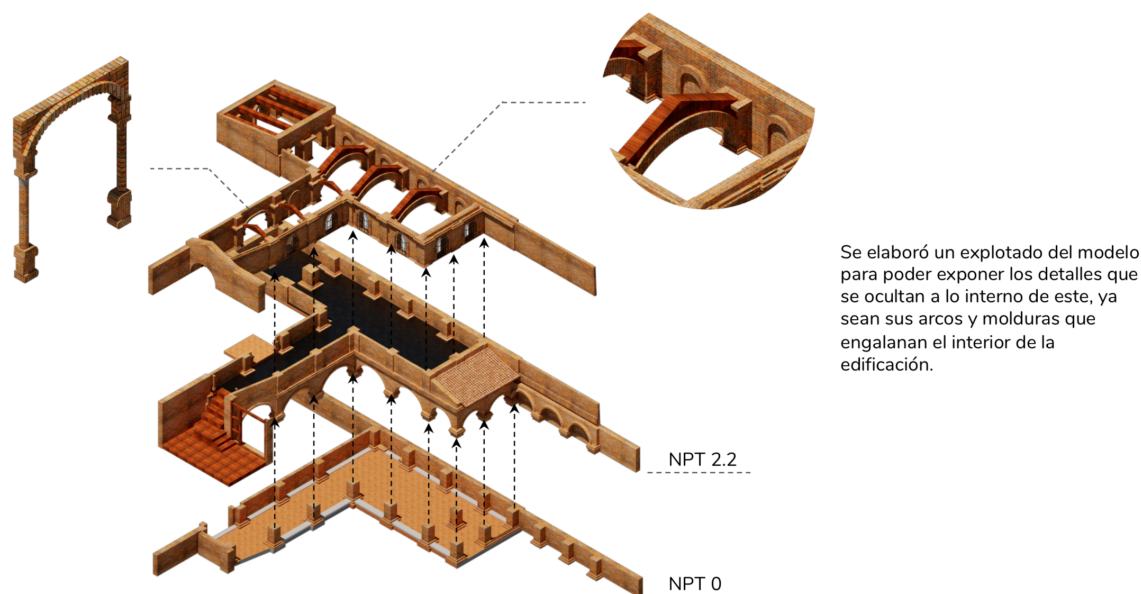 Se elaboró un explotado del modelo
para poder exponer los detalles que
se ocultan a lo interno de este, ya
sean sus arcos y molduras que
engalanan el interior de la
edificación.
NPT 2.2
NPT 0